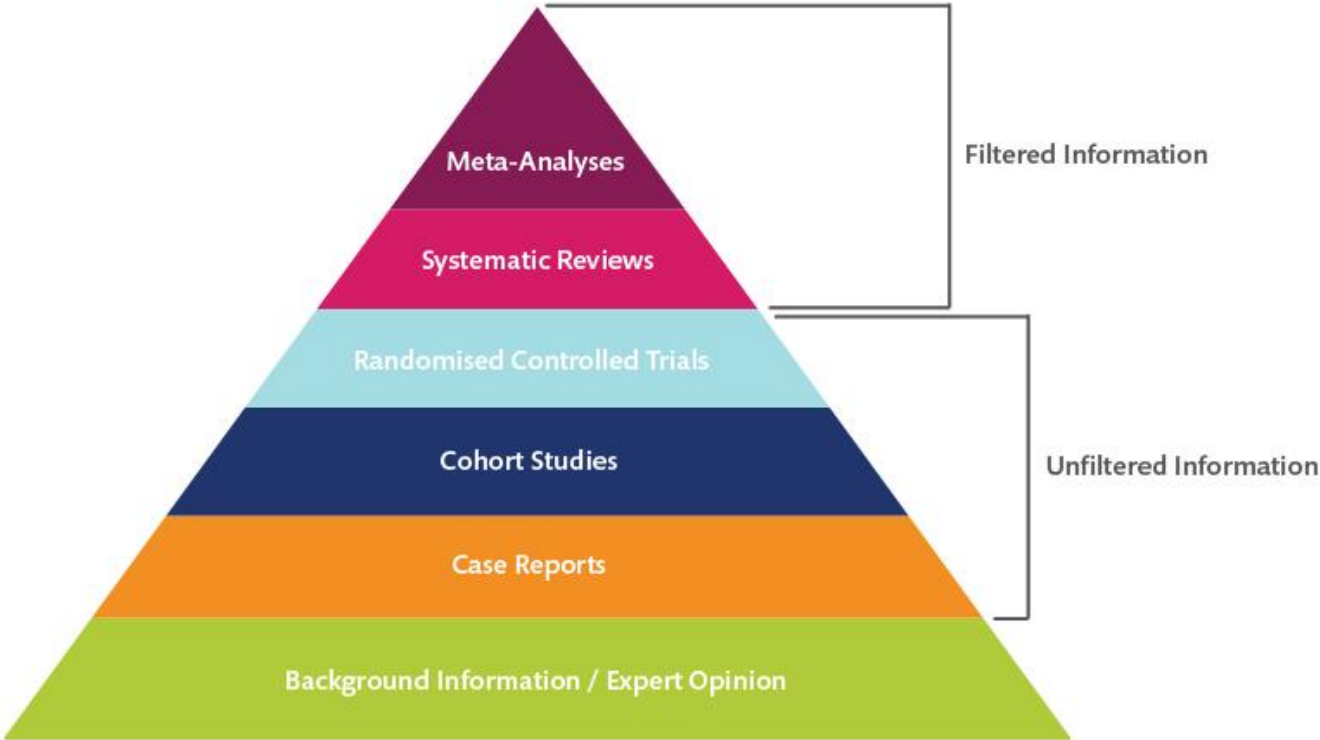 Meta-Analyses
Filtered Information
Systematic Reviews
Randomised Controlled Trials
Cohort Studies
Unfiltered Information
Case Reports
Background Information / Expert Opinion